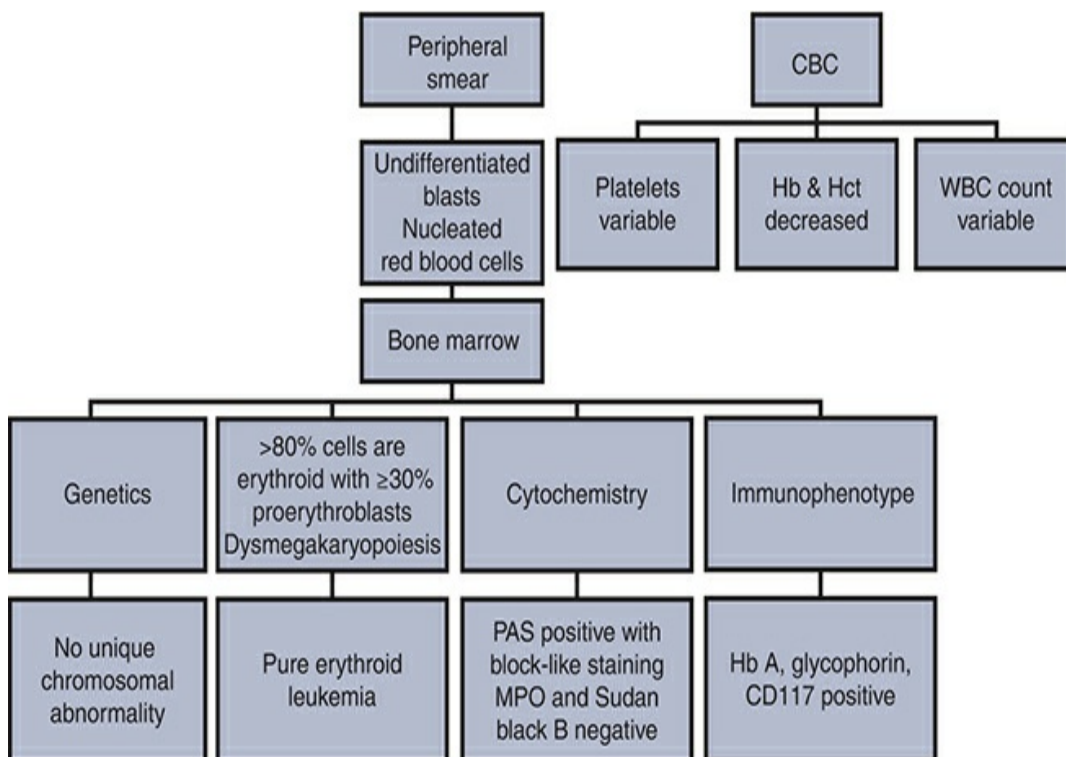 Peripheral
smear
CBC
Undifferentiated
blasts
Nucleated
red blood cells
Platelets
variable
Hb & Hct
decreased
WBC count
variable
Bone marrow
Genetics
>80% cells are
erythroid with ≥30%
proerythroblasts
Dysmegakaryopoiesis
Cytochemistry
Immunophenotype
No unique
chromosomal
abnormality
Pure erythroid
leukemia
PAS positive with
block-like staining
MPO and Sudan
black B negative
Hb A, glycophorin,
CD117 positive